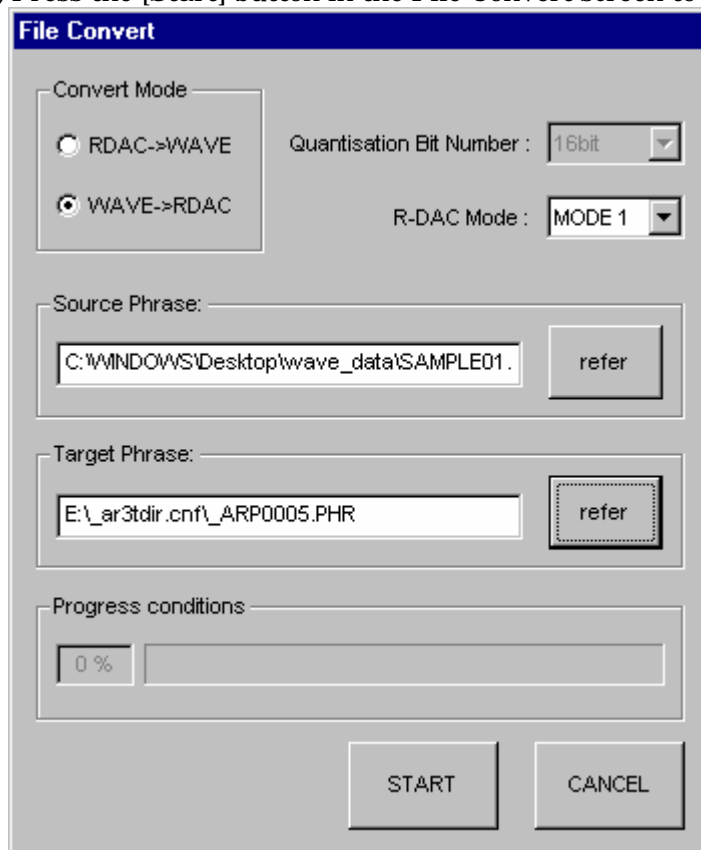 Press the [Start] button in the File Convert screen to
File Convert
Convert Mode
RDAC->WAVE
WAVE->RDAC
Quantisation Bit Number :
16bit
R-DAC Mode :
MODE 1
Source Phrase:
C:\WINDOWS\Desktop\wave_data\SAMPLE01.
refer
Target Phrase:
E:\_ar3tdir.cnf\_ARP0005.PHR
refer
Progress conditions
0 %
START
CANCEL